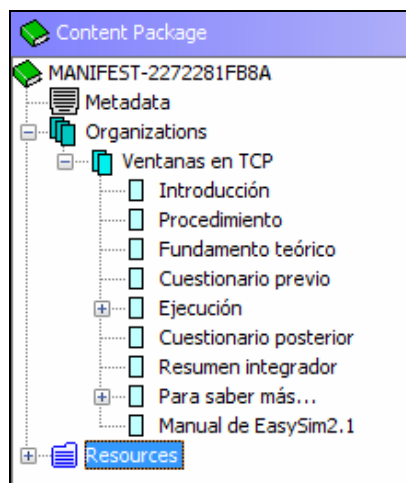 Content Package
MANIFEST-2272281FB8A
Metadata
Organizations
Ventanas en TCP
Introducción
Procedimiento
Fundamento teórico
Cuestionario previo
Ejecución
Cuestionario posterior
Resumen integrador
Para saber más...
Manual de EasySim2.1
Resources